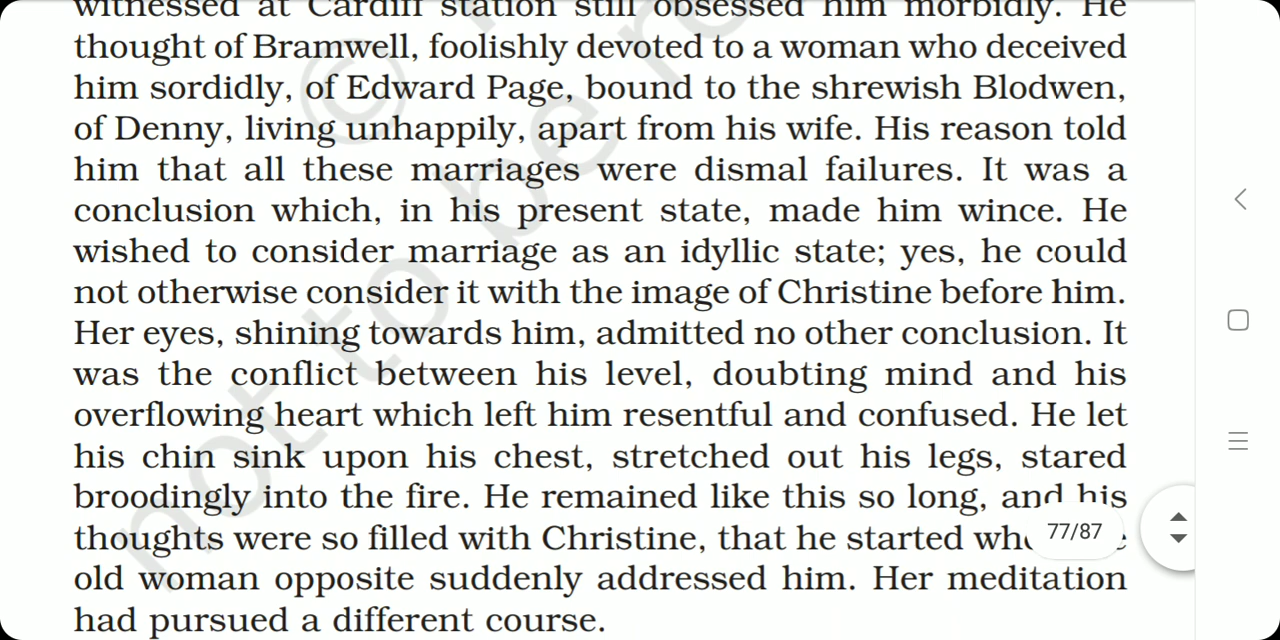 witnessed at Cardiff station still obsessed him morbidly. He
thought of Bramwell, foolishly devoted to a woman who deceived
him sordidly, of Edward Page, bound to the shrewish Blodwen,
of Denny, living unhappily, apart from his wife. His reason told
him that all these marriages were dismal failures. It was a
conclusion which, in his present state, made him wince. He
wished to consider marriage as an idyllic state; yes, he could
not otherwise consider it with the image of Christine before him.
Her eyes, shining towards him, admitted no other conclusion. It
was the conflict between his level, doubting mind and his
overflowing heart which left him resentful and confused. He let
his chin sink upon his chest, stretched out his legs, stared
broodingly into the fire. He remained like this so long, and his
thoughts were so filled with Christine, that he started
77/87
old woman opposite suddenly addressed him. Her meditation
had pursued a different course.
© not to be re